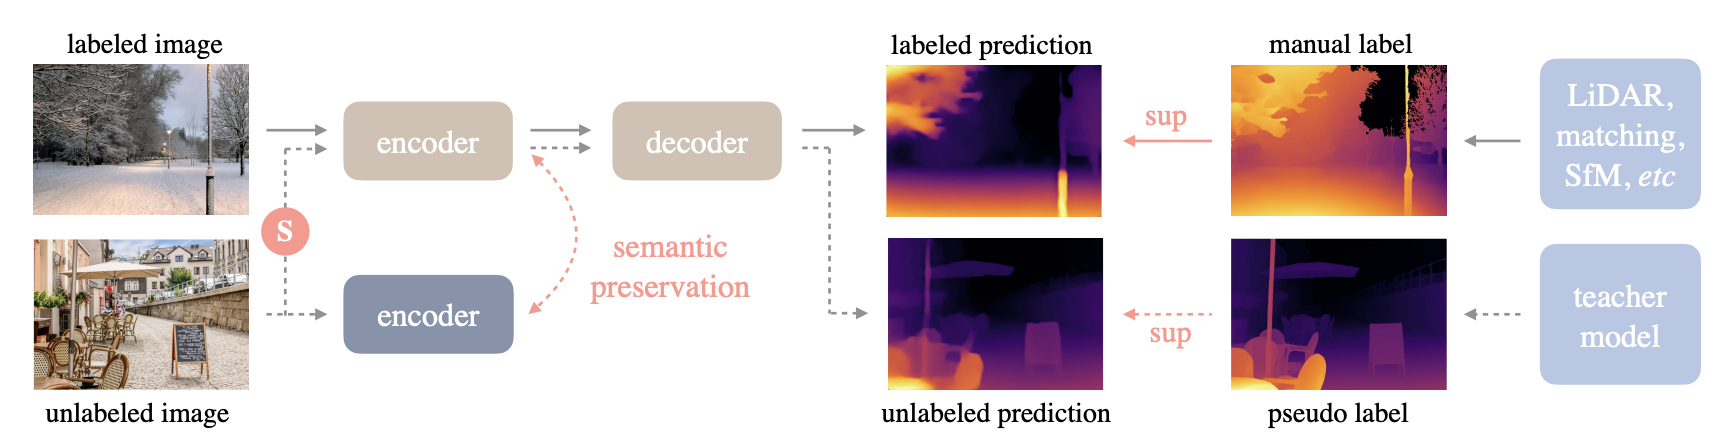 labeled image
labeled prediction
manual label
encoder
decoder
sup
LiDAR,
matching,
SfM, etc
S
semantic
preservation
encoder
sup
teacher
model
unlabeled image
unlabeled prediction
pseudo label